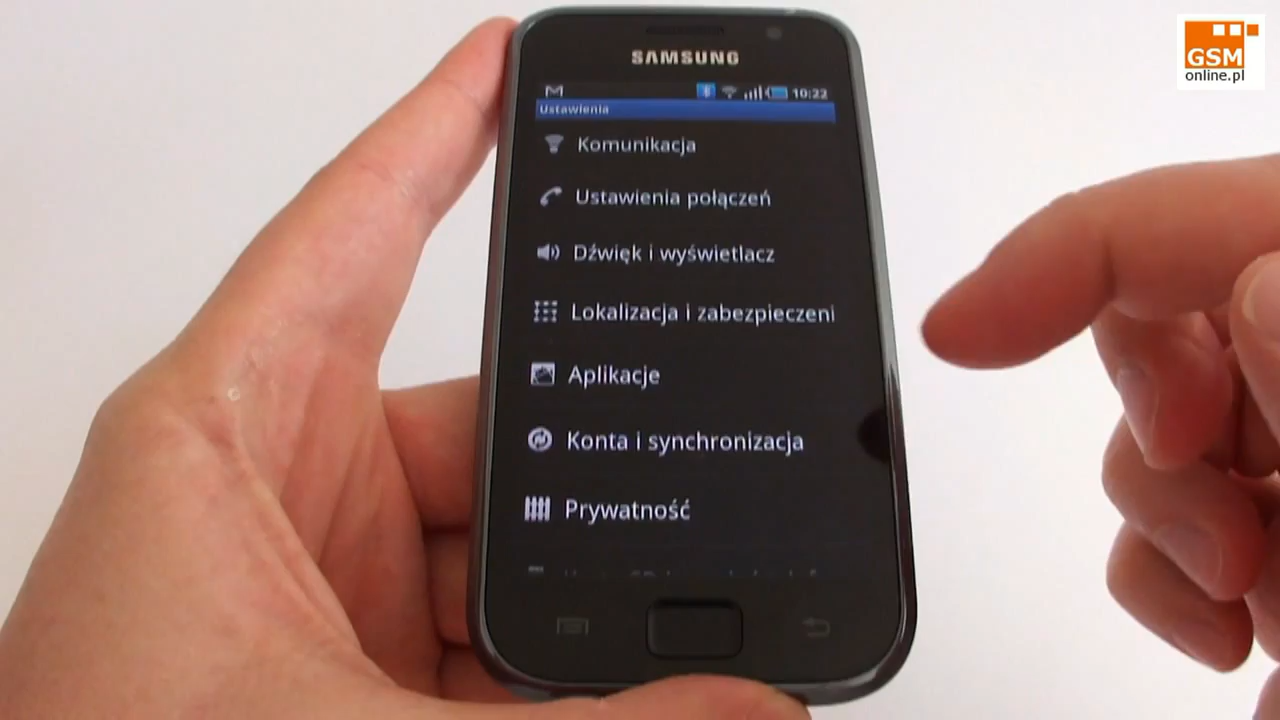 SAMSUNG
10:22
Ustawienia
Komunikacja
Ustawienia połączeń
Dźwięk i wyświetlacz
Lokalizacja i zabezpieczeni
Aplikacje
Konta i synchronizacja
Prywatność
GSM
online.pl